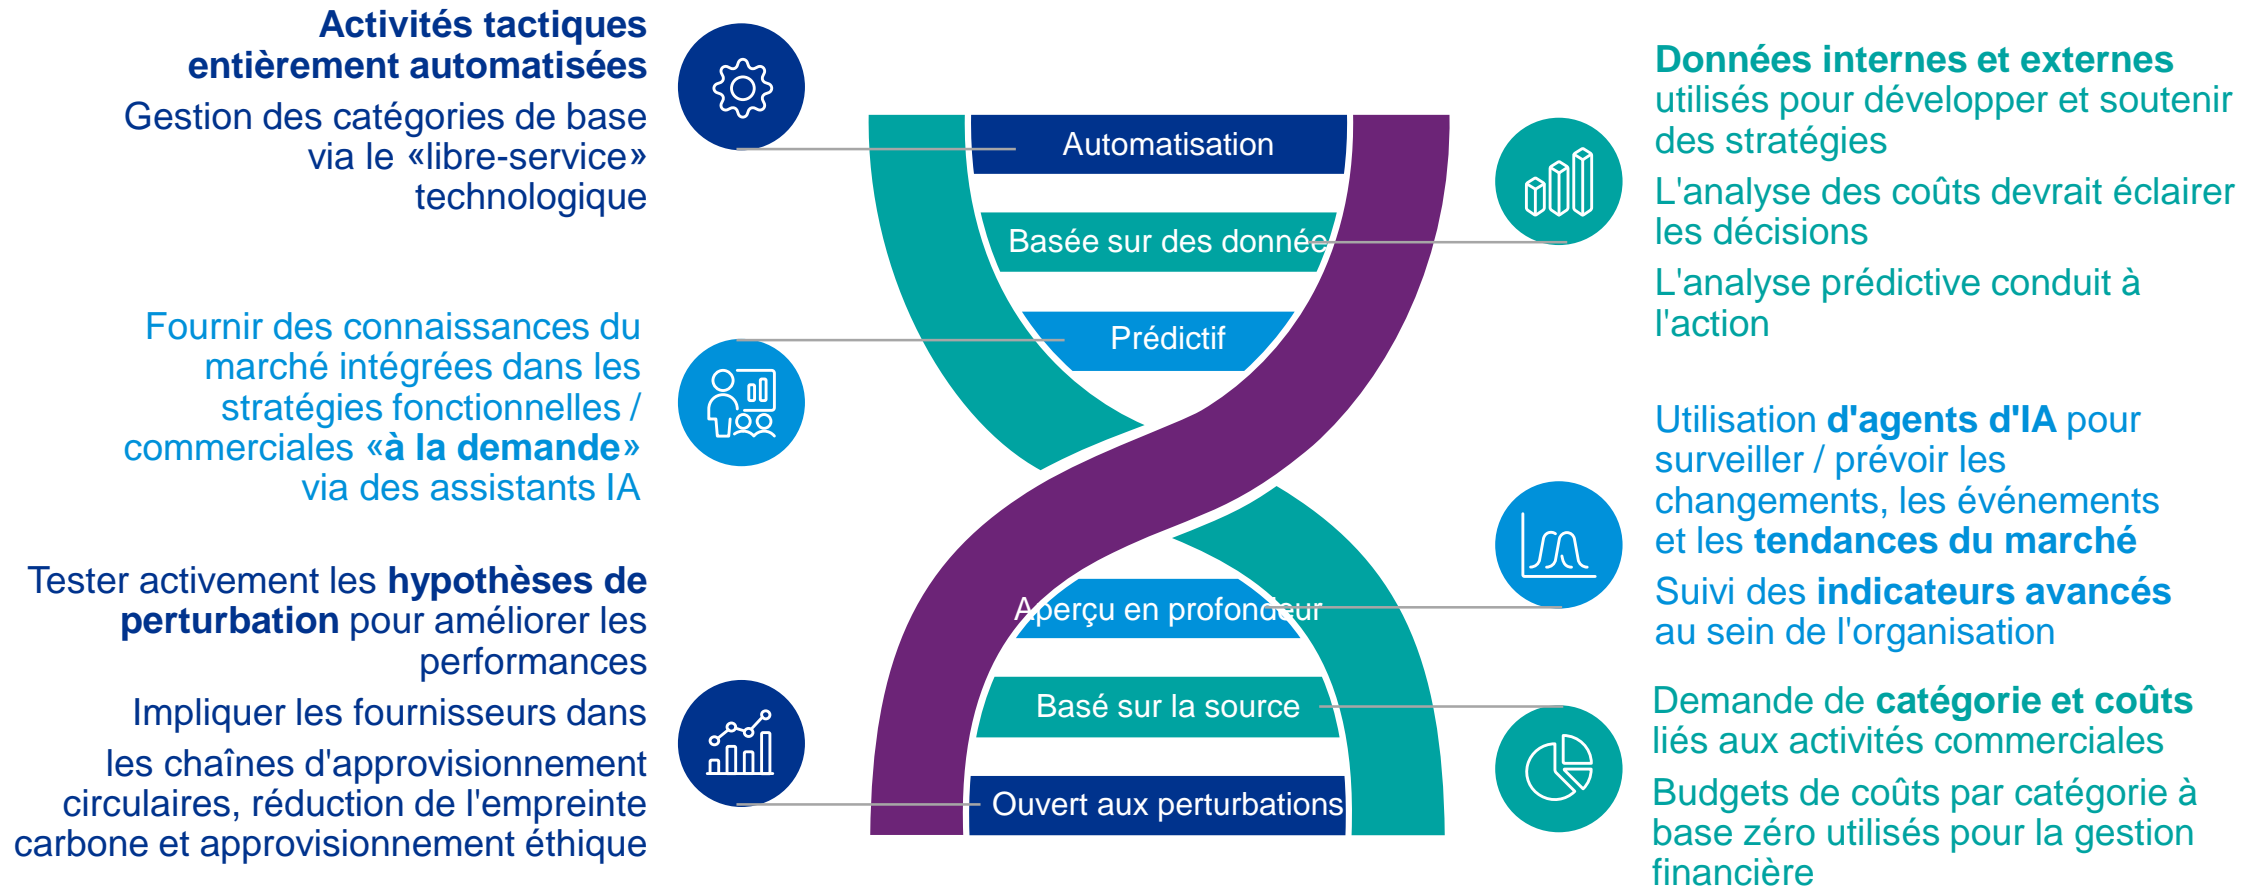 Activités tactiques
entièrement automatisées
Gestion des catégories de base
via le «libre-service»
technologique
Fournir des connaissances du
marché intégrées dans les
stratégies fonctionnelles /
commerciales «à la demande»
via des assistants IA
Tester activement les hypothèses de
perturbation pour améliorer les
performances
Impliquer les fournisseurs dans
les chaînes d'approvisionnement
circulaires, réduction de l'empreinte
carbone et approvisionnement éthique
Automatisation
Basée sur des donnée
Prédictif
Aperçu en profondeur
Basé sur la source
Ouvert aux perturbations
Données internes et externes
utilisés pour développer et soutenir
des stratégies
L'analyse des coûts devrait éclairer
les décisions
L'analyse prédictive conduit à
l'action
Utilisation d'agents d'IA pour
surveiller / prévoir les
changements, les événements
et les tendances du marché
Suivi des indicateurs avancés
au sein de l'organisation
Demande de catégorie et coûts
liés aux activités commerciales
Budgets de coûts par catégorie à
base zéro utilisés pour la gestion
financière